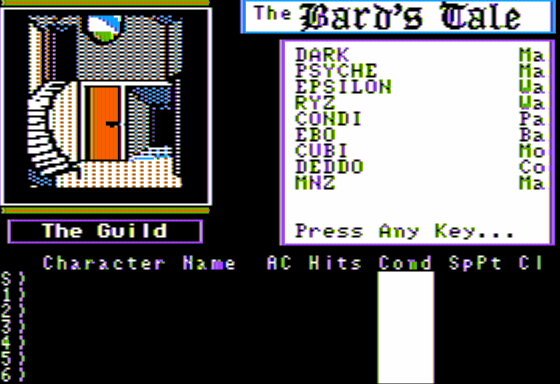 The Bard's Tale
DARK Ma
PSYCHE Ma
EPSILON Wa
RYZ Wa
CONDI Pa
EBO Ba
CUBI Mo
DEDDO Co
MNZ Ma
Press Any Key...
The Guild
Character Name AC Hits Cond SpPt Cl
S)
1)
2)
3)
4)
5)
6)